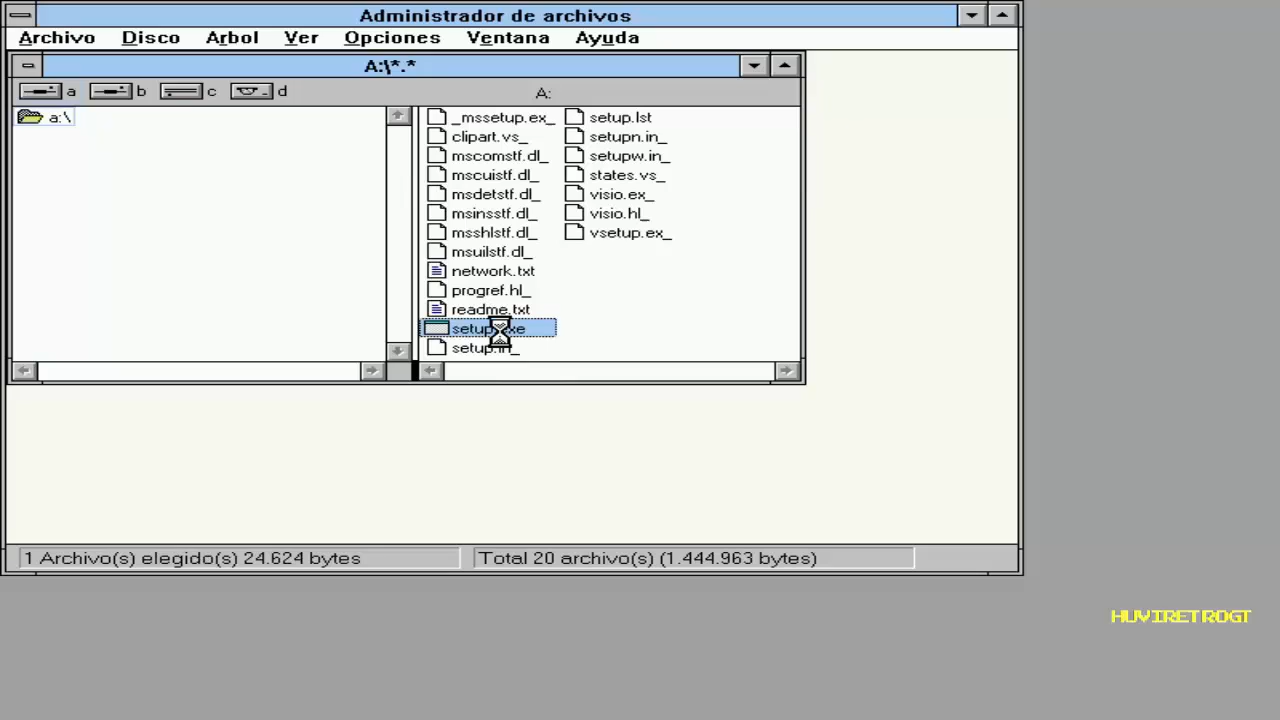 Administrador de archivos
Archivo Disco Arbol Ver Opciones Ventana Ayuda
A:\*.*
a b c d A:
a:\
_mssetup.ex_
clipart.vs_
mscomstf.dl_
mscuistf.dl_
msdetstf.dl_
msinsstf.dl_
msshlstf.dl_
msuilstf.dl_
network.txt
progref.hl_
readme.txt
setup.exe
setup.in_
setup.lst
setupn.in_
setupw.in_
states.vs_
visio.ex_
visio.hl_
vsetup.ex_
1 Archivo(s) elegido(s) 24.624 bytes
Total 20 archivo(s) (1.444.963 bytes)
HUVIRETROGT